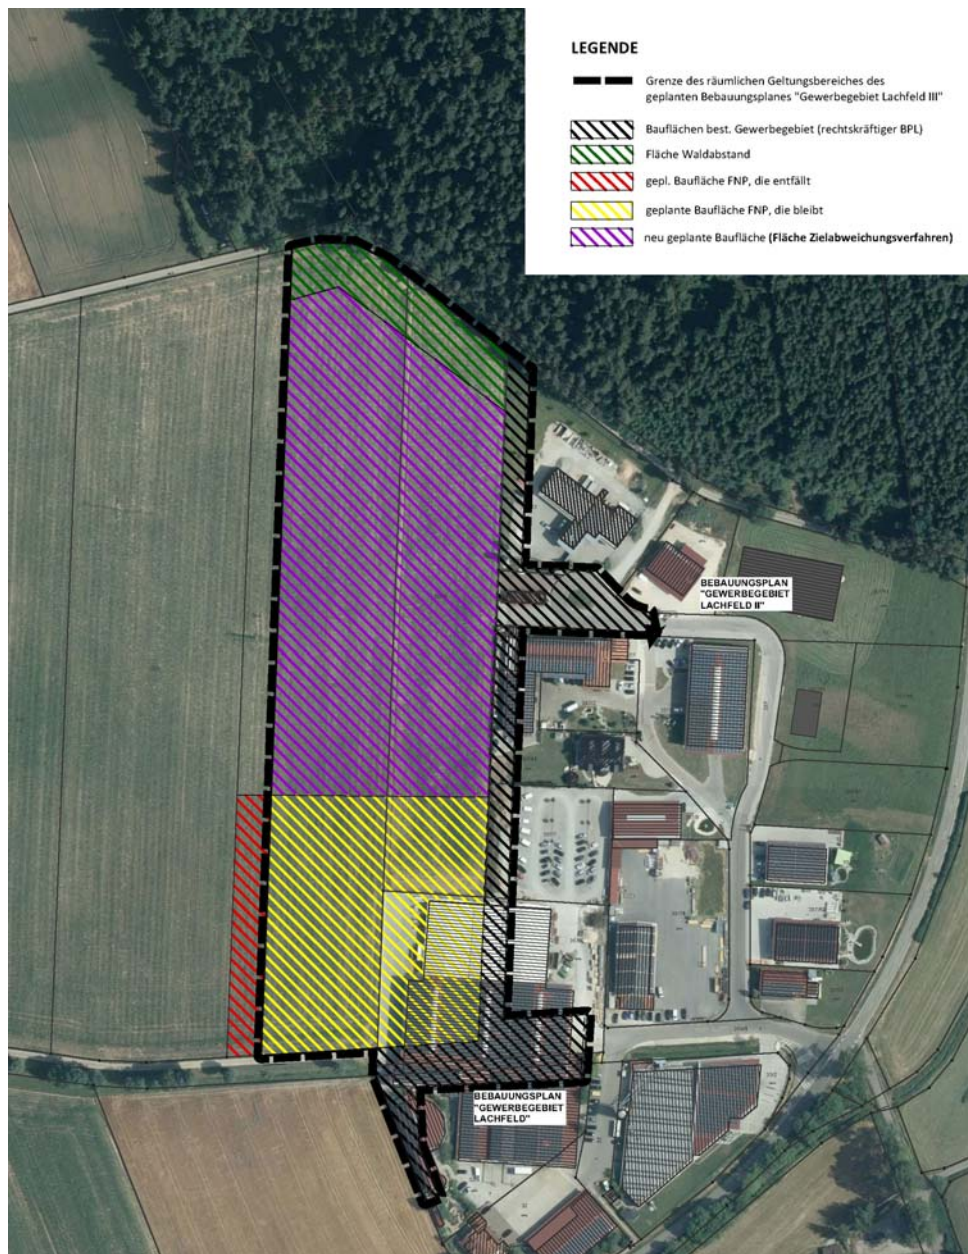 LEGENDE
Grenze des räumlichen Geltungsbereiches des
geplanten Bebauungsplanes "Gewerbegebiet Lachfeld III"
Bauflächen best. Gewerbegebiet (rechtskräftiger BPL)
Fläche Waldabstand
gepl. Baufläche FNP, die entfällt
geplante Baufläche FNP, die bleibt
neu geplante Baufläche (Fläche Zielabweichungsverfahren)
BEBAUUNGSPLAN
"GEWERBEGEBIET
LACHFELD II"
BEBAUUNGSPLAN
"GEWERBEGEBIET
LACHFELD"